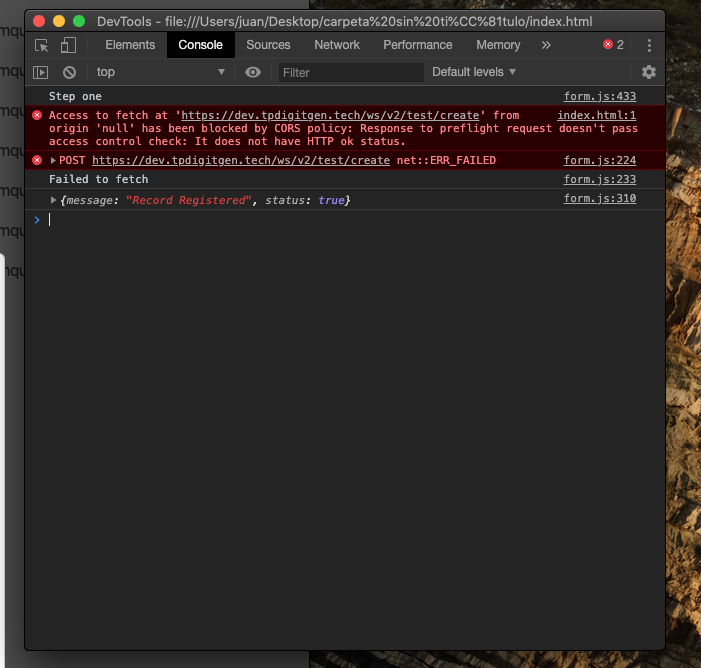 DevTools - file:///Users/juan/Desktop/carpeta%20sin%20ti%CC%81tulo/index.html
Elements Console Sources Network Performance Memory » 2
top ▼ Filter Default levels ▼
Step one form.js:433
Access to fetch at 'https://dev.tpdigitgen.tech/ws/v2/test/create' from index.html:1
origin 'null' has been blocked by CORS policy: Response to preflight request doesn't pass
access control check: It does not have HTTP ok status.
POST https://dev.tpdigitgen.tech/ws/v2/test/create net::ERR_FAILED form.js:224
Failed to fetch form.js:233
{message: "Record Registered", status: true} form.js:310